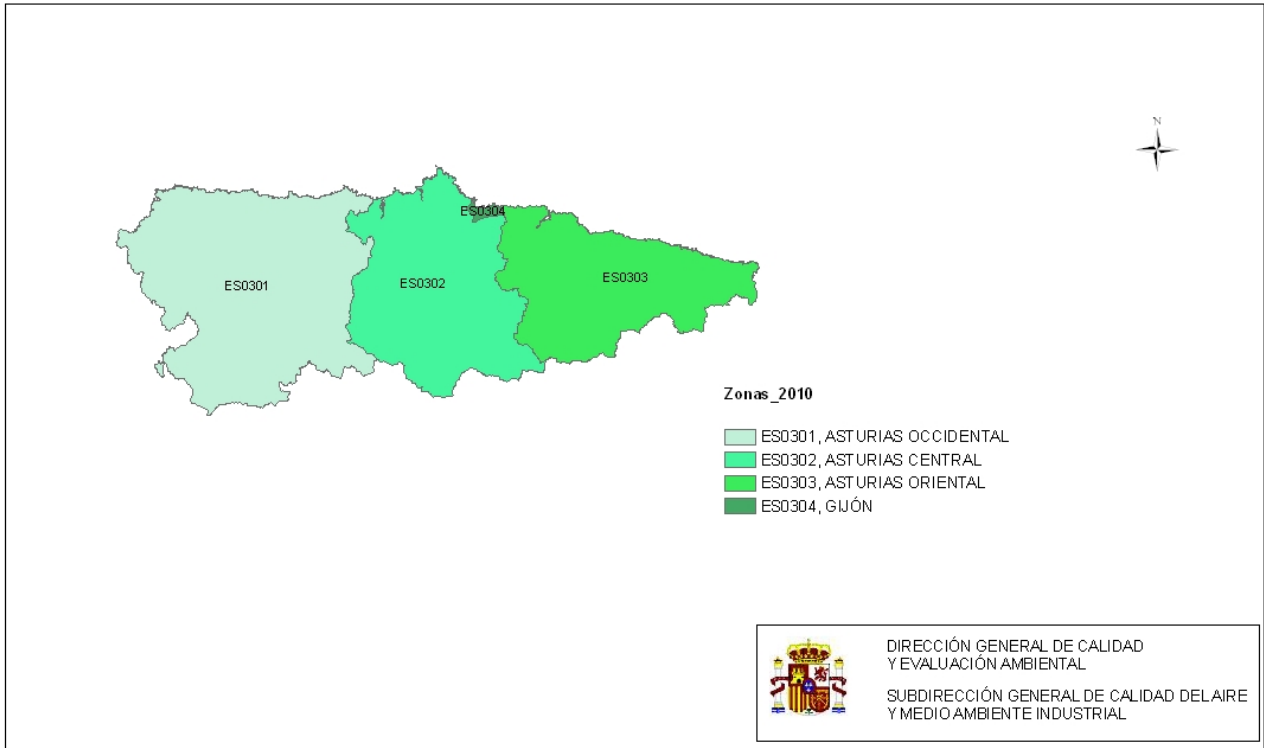 N
ES0304
ES0301
ES0302
ES0303
Zonas_2010
ES0301, ASTURIAS OCCIDENTAL
ES0302, ASTURIAS CENTRAL
ES0303, ASTURIAS ORIENTAL
ES0304, GIJÓN
DIRECCIÓN GENERAL DE CALIDAD
Y EVALUACIÓN AMBIENTAL
SUBDIRECCIÓN GENERAL DE CALIDAD DEL AIRE
Y MEDIO AMBIENTE INDUSTRIAL